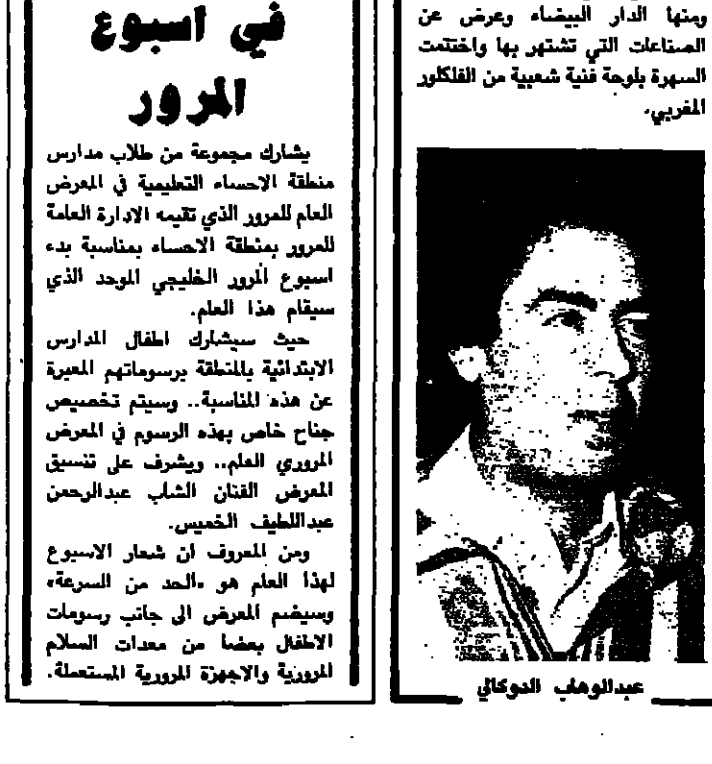 ومنها الدار البيضاء وعرض عن
الصناعات التي تشتهر بها واختتمت
السهرة بلوحة فنية شعبية من الفلكلور
المغربي.
عبدالوهاب الدوكالي
في اسبوع
المرور
يشارك مجموعة من طلاب مدارس
منطقة الاحساء التعليمية في المعرض
العام للمرور الذي تقيمه الادارة العامة
للمرور بمنطقة الاحساء بمناسبة بدء
اسبوع المرور الخليجي الموحد الذي
سيقام هذا العام.
حيث سيشارك اطفال المدارس
الابتدائية بالمنطقة برسوماتهم المعبرة
عن هذه المناسبة.. وسيتم تخصيص
جناح خاص بهذه الرسوم في المعرض
المروري العام.. ويشرف على تنسيق
المعرض الفنان الشاب عبدالرحمن
عبداللطيف الخميس.
ومن المعروف ان شعار الاسبوع
لهذا العام هو «الحد من السرعة»
وسيضم المعرض الى جانب رسومات
الاطفال بعضا من معدات السلام
المرورية والاجهزة المرورية المستعملة.